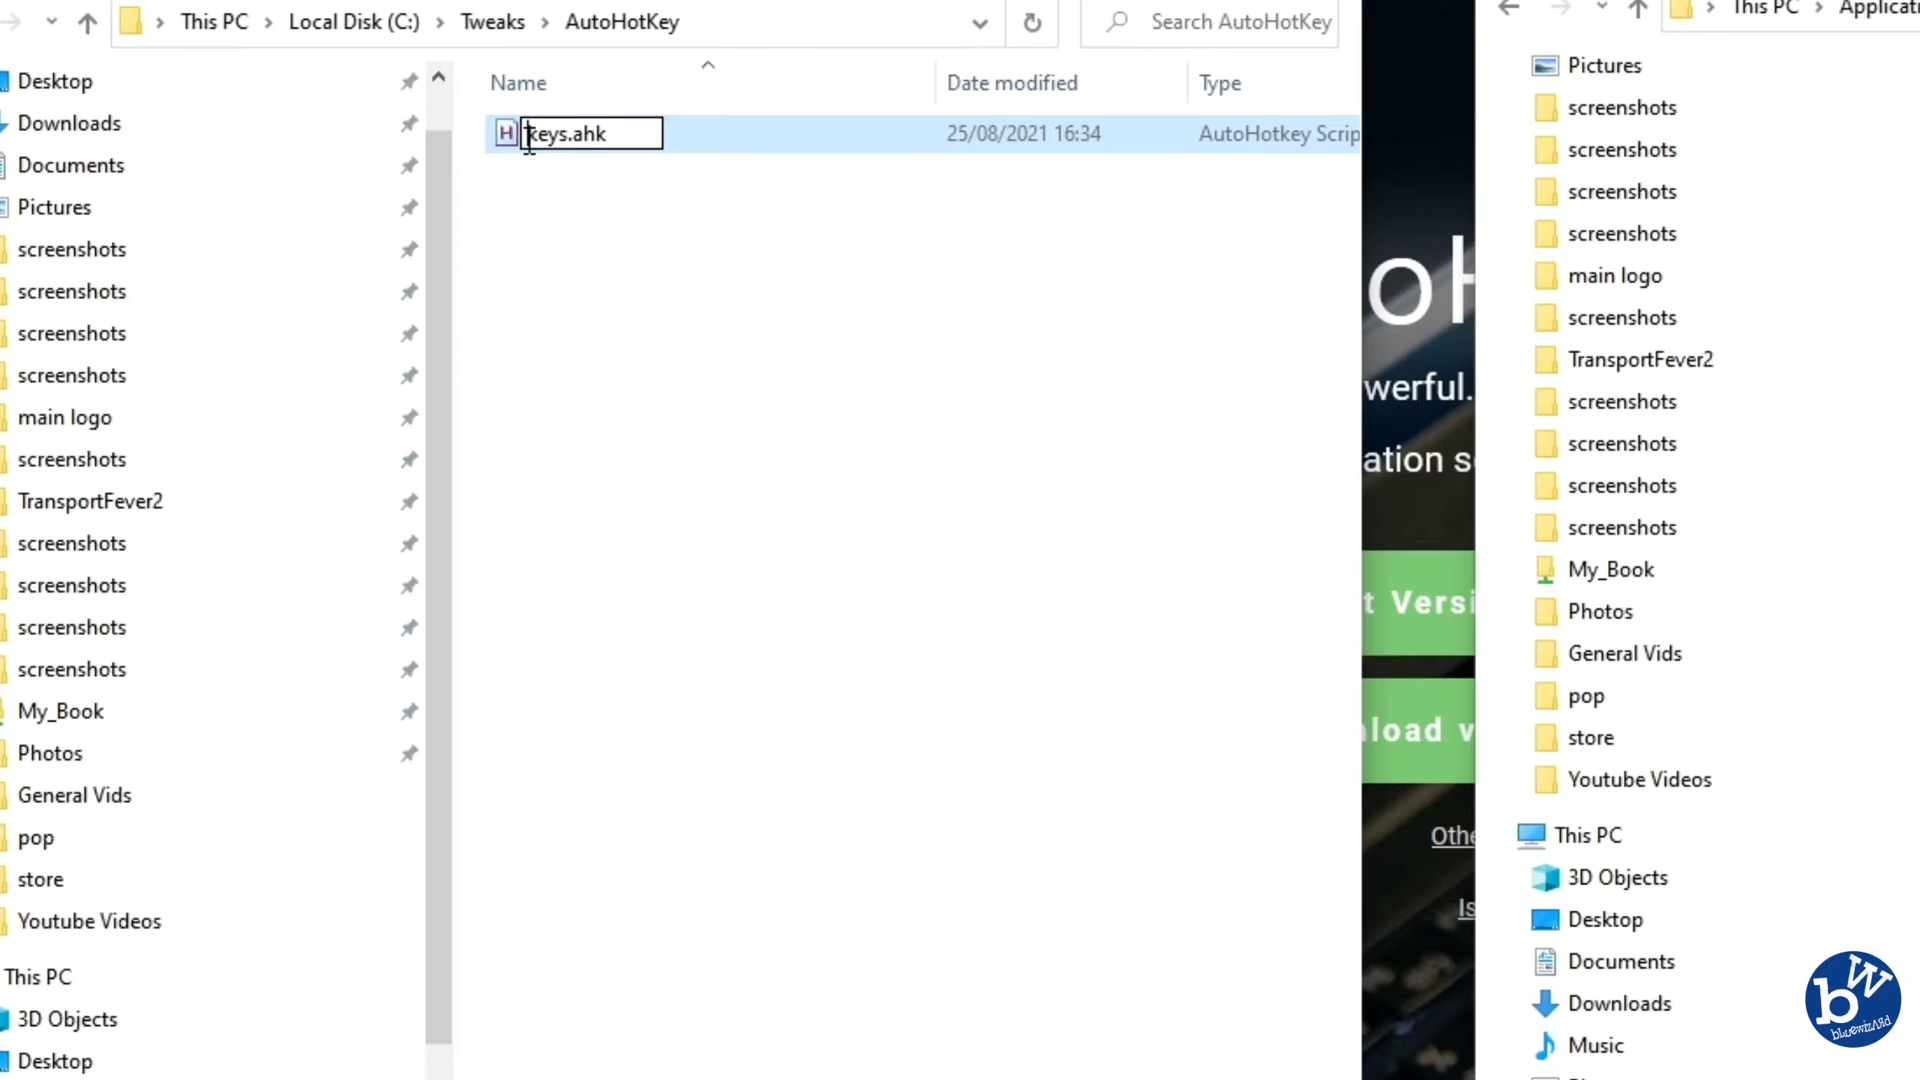 This PC > Local Disk (C:) > Tweaks > AutoHotKey
Search AutoHotKey
Name
Date modified
Type
keys.ahk
25/08/2021 16:34
AutoHotkey Scrip
Desktop
Downloads
Documents
Pictures
screenshots
screenshots
screenshots
screenshots
main logo
screenshots
TransportFever2
screenshots
screenshots
screenshots
screenshots
My_Book
Photos
General Vids
pop
store
Youtube Videos
This PC
3D Objects
Desktop
oH
werful.
ation s
t Versi
load v
Othe
Is
> This PC > Applicati
Pictures
screenshots
screenshots
screenshots
screenshots
main logo
screenshots
TransportFever2
screenshots
screenshots
screenshots
screenshots
My_Book
Photos
General Vids
pop
store
Youtube Videos
This PC
3D Objects
Desktop
Documents
Downloads
Music
bW
bluewizARd